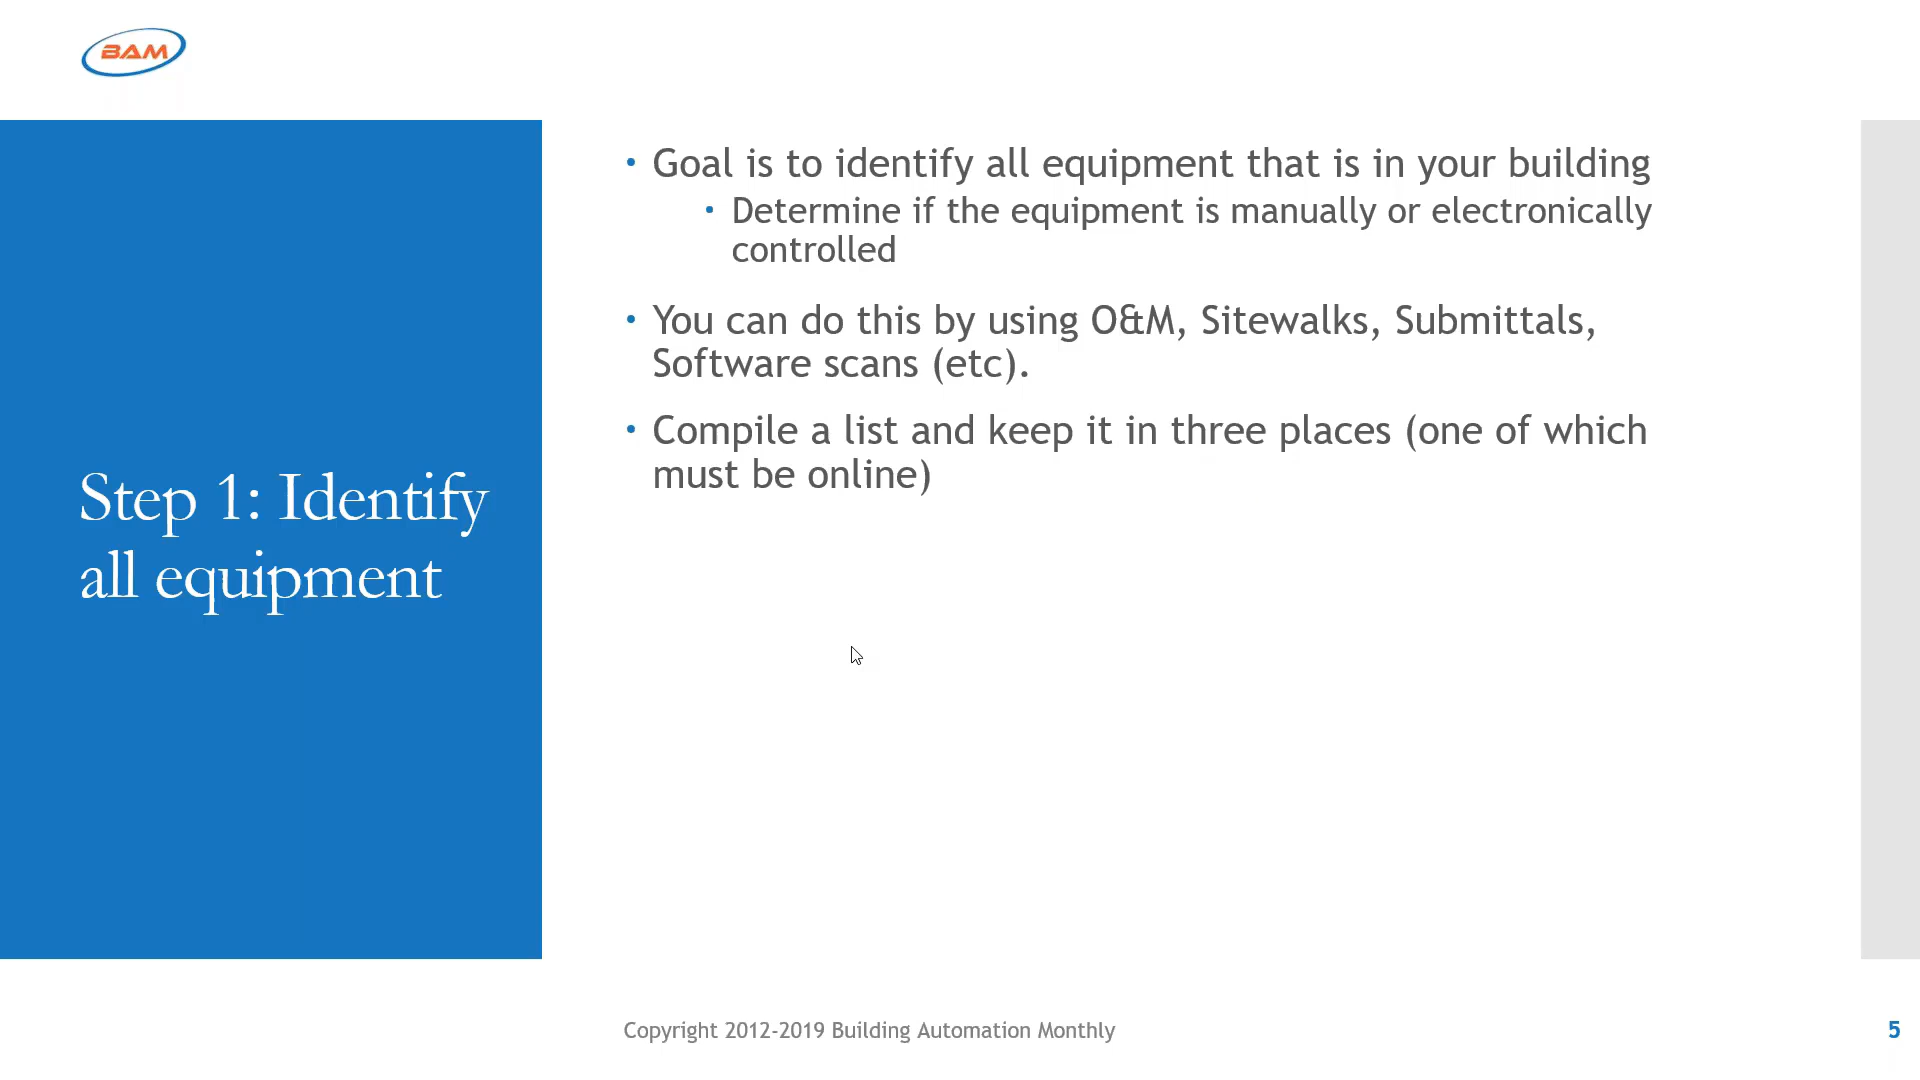 BAM
Step 1: Identify
all equipment
• Goal is to identify all equipment that is in your building
• Determine if the equipment is manually or electronically
controlled
• You can do this by using O&M, Sitewalks, Submittals,
Software scans (etc).
• Compile a list and keep it in three places (one of which
must be online)
Copyright 2012-2019 Building Automation Monthly
5